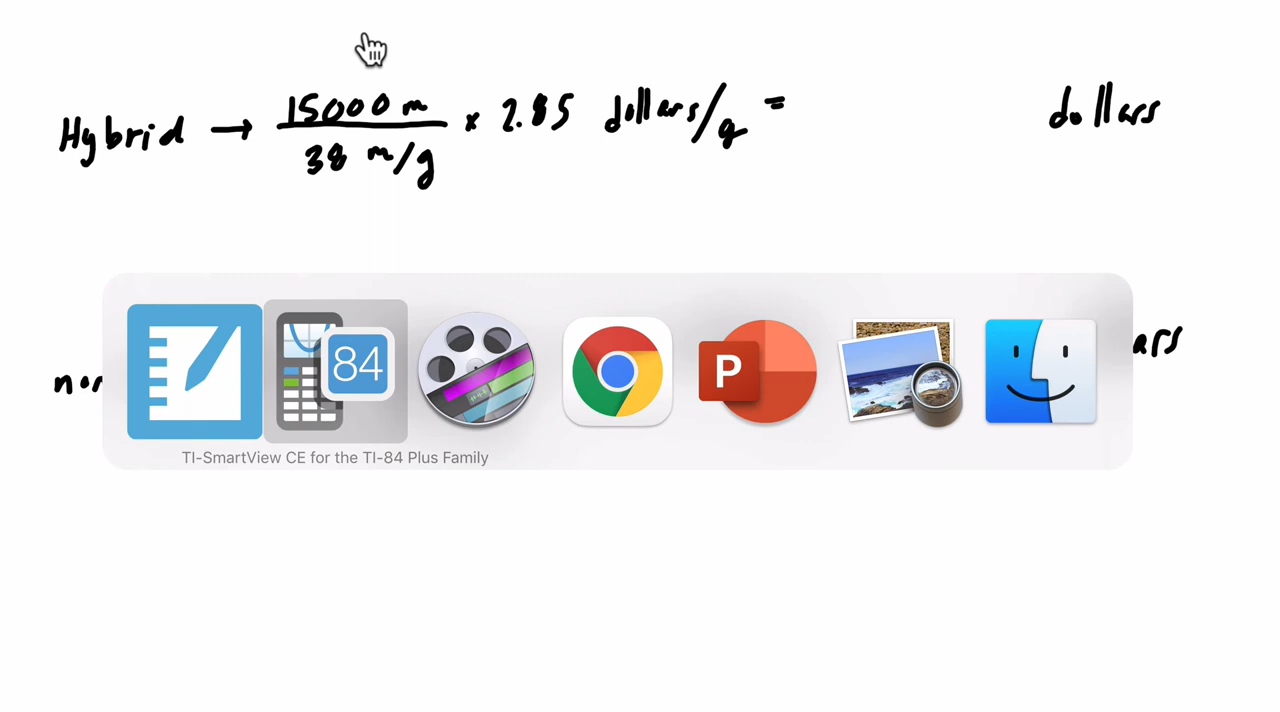 Hybrid → 15000 m / 38 m/g × 2.85 dollars/g = dollars
84
P
TI-SmartView CE for the TI-84 Plus Family